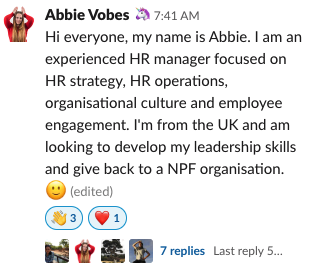 Abbie Vobes 🦄 7:41 AM
Hi everyone, my name is Abbie. I am an
experienced HR manager focused on
HR strategy, HR operations,
organisational culture and employee
engagement. I'm from the UK and am
looking to develop my leadership skills
and give back to a NPF organisation.
🙂 (edited)
👋 3 ❤️ 1
7 replies Last reply 5...